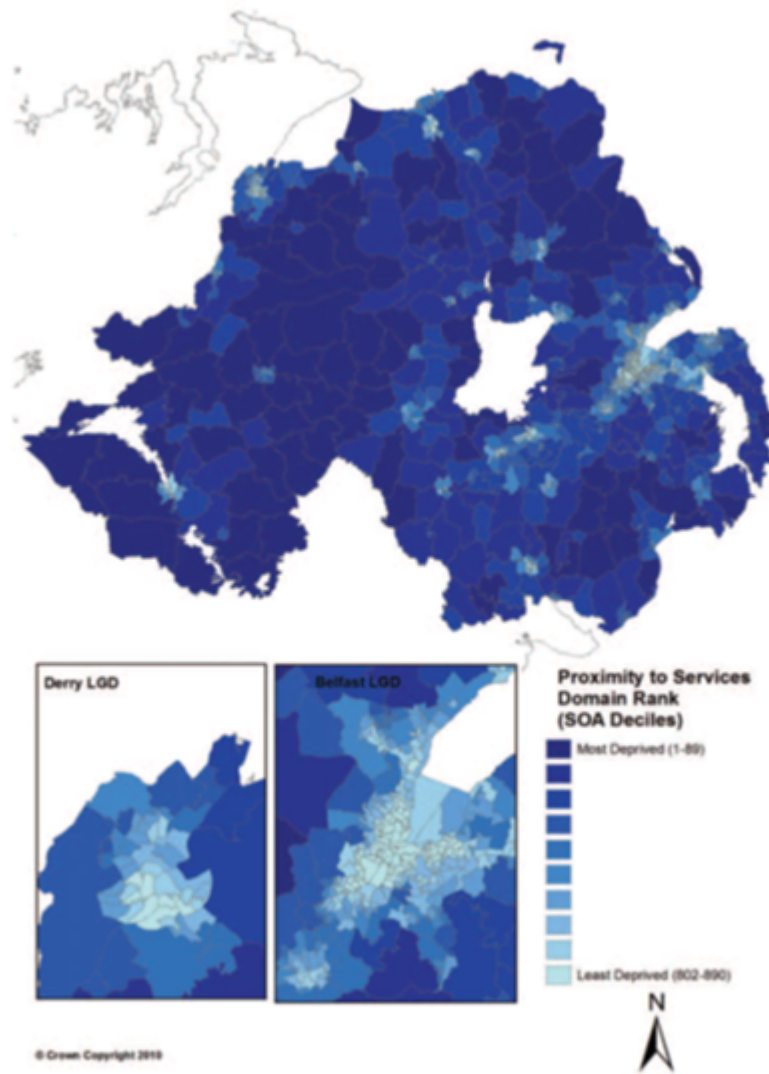 Derry LGD
Belfast LGD
Proximity to Services
Domain Rank
(SOA Deciles)
Most Deprived (1-89)
Least Deprived (802-890)
N
© Crown Copyright 2010